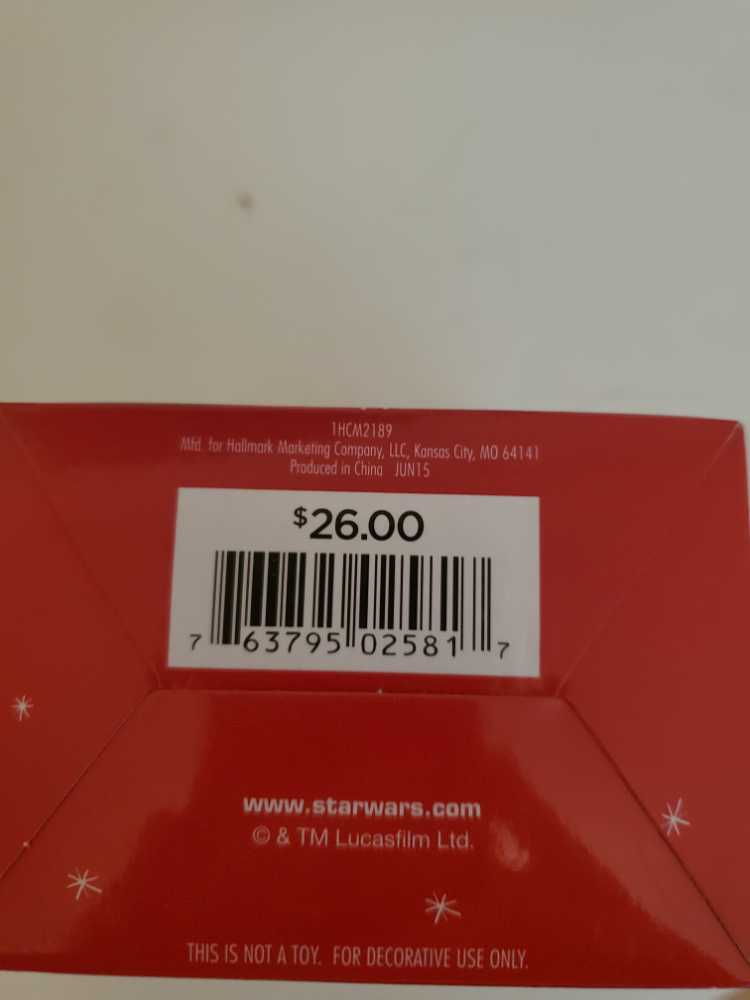 1HCM2189
Mfd. for Hallmark Marketing Company, LLC, Kansas City, MO 64141
Produced in China JUN15
$26.00
7 63795 02581 7
www.starwars.com
© & TM Lucasfilm Ltd.
THIS IS NOT A TOY. FOR DECORATIVE USE ONLY.